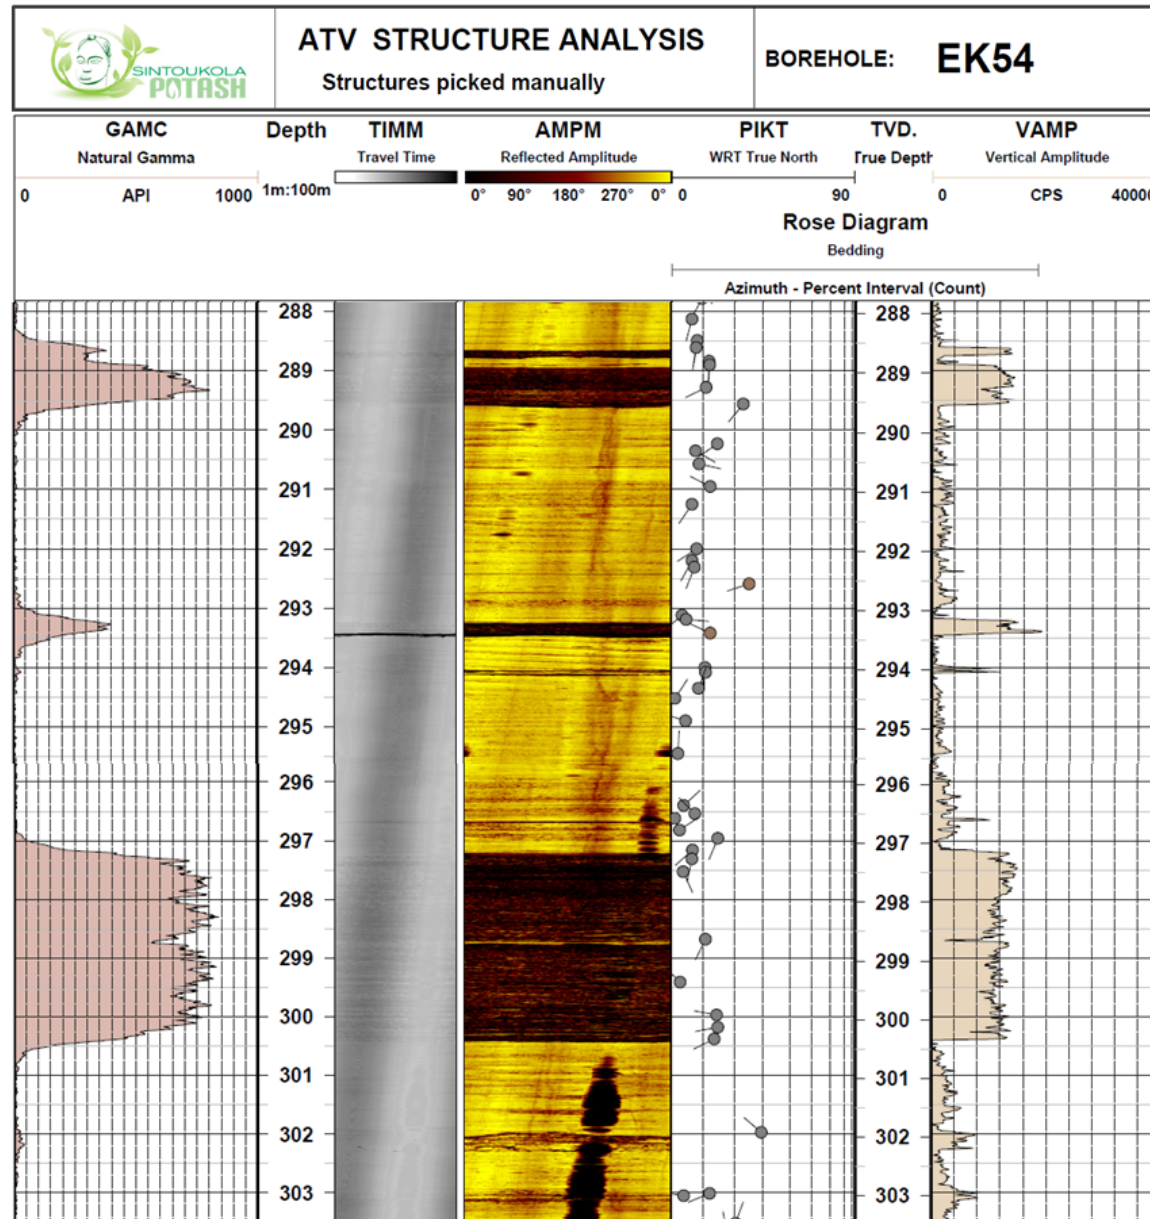 SINTOUKOLA
POTASH
ATV STRUCTURE ANALYSIS
Structures picked manually
BOREHOLE: EK54
GAMC Depth TIMM AMPM PIKT TVD. VAMP
Natural Gamma Travel Time Reflected Amplitude WRT True North True Depth Vertical Amplitude
0 API 1000 1m:100m 0° 90° 180° 270° 0° 0 90 0 CPS 40000
Rose Diagram
Bedding
Azimuth - Percent Interval (Count)
288 288
289 289
290 290
291 291
292 292
293 293
294 294
295 295
296 296
297 297
298 298
299 299
300 300
301 301
302 302
303 303